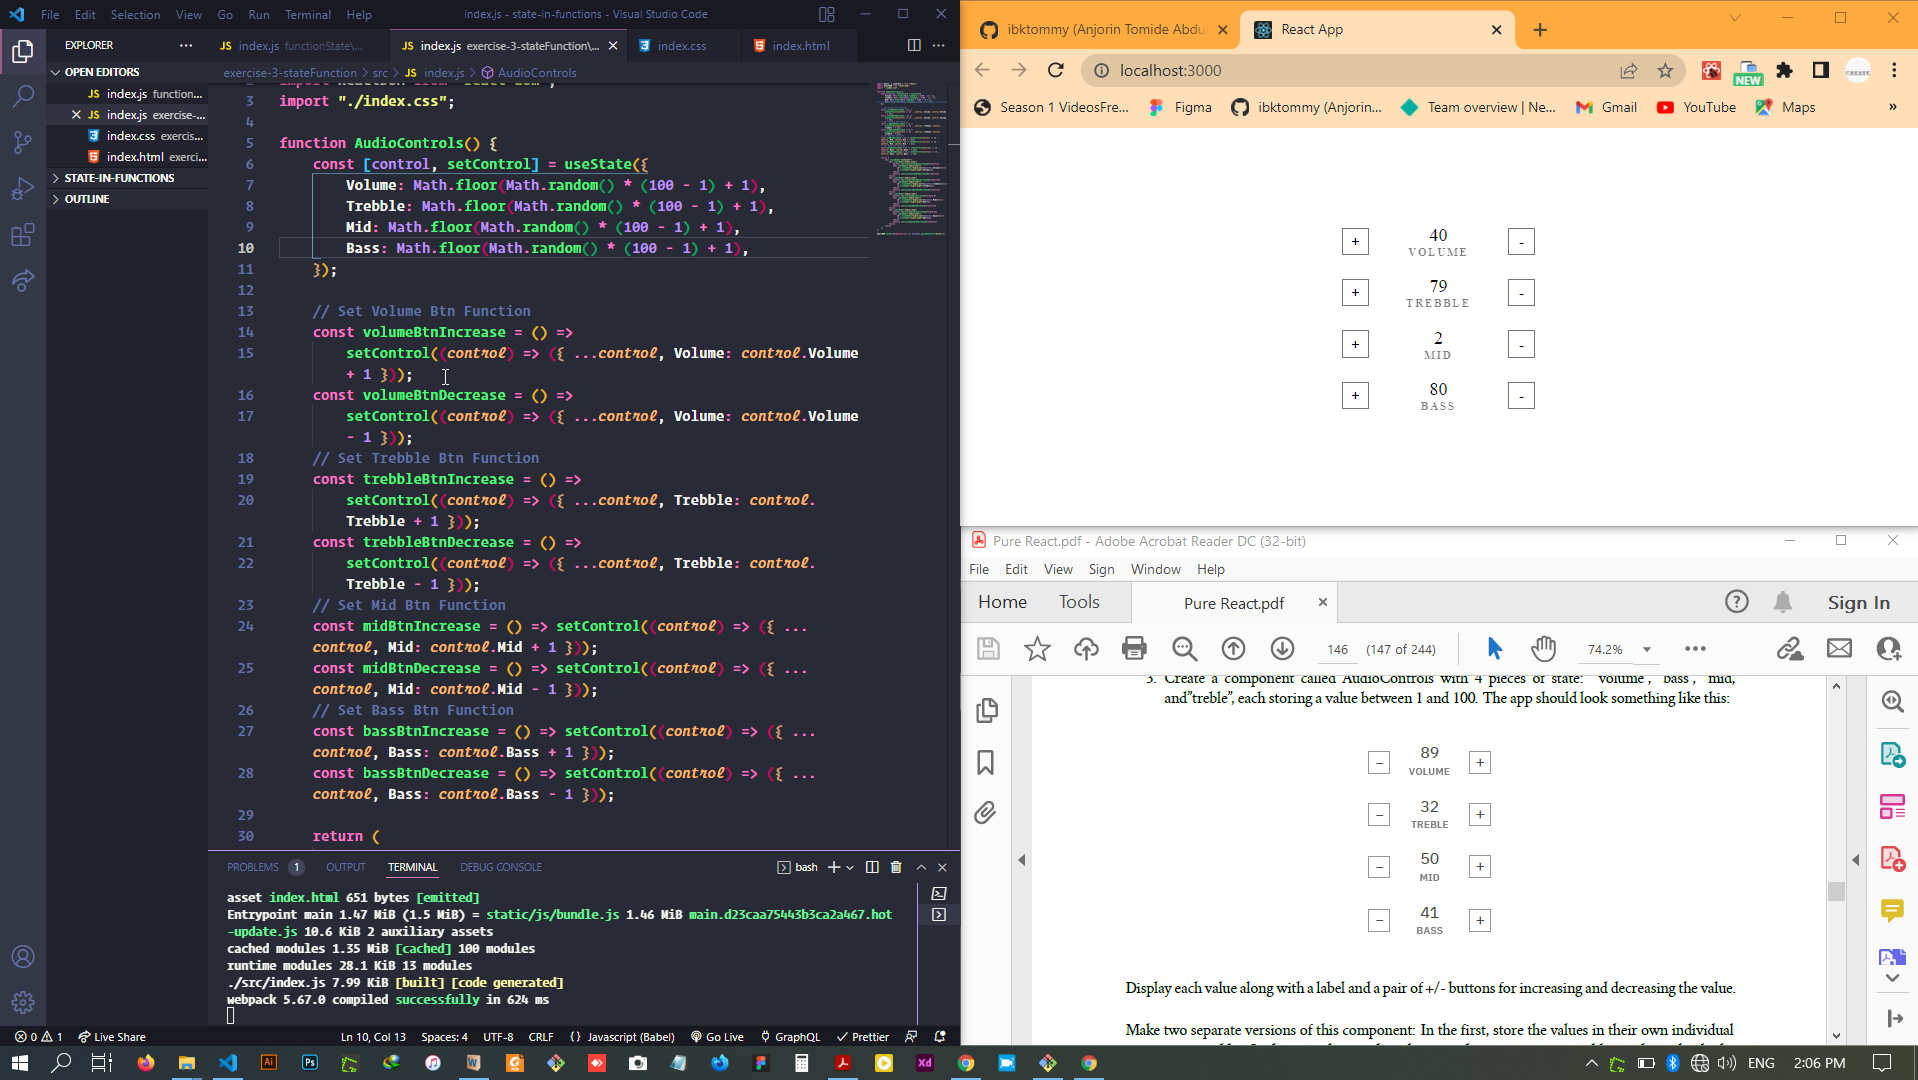 File Edit Selection View Go Run Terminal Help
index.js - state-in-functions - Visual Studio Code
EXPLORER
OPEN EDITORS
index.js function...
index.js exercise-...
index.css exercis...
index.html exerci...
STATE-IN-FUNCTIONS
OUTLINE
index.js functionState\...
index.js exercise-3-stateFunction\...
index.css
index.html
exercise-3-stateFunction > src > JS index.js > AudioControls
3 import "./index.css";
4
5 function AudioControls() {
6 const [control, setControl] = useState({
7 Volume: Math.floor(Math.random() * (100 - 1) + 1),
8 Trebble: Math.floor(Math.random() * (100 - 1) + 1),
9 Mid: Math.floor(Math.random() * (100 - 1) + 1),
10 Bass: Math.floor(Math.random() * (100 - 1) + 1),
11 });
12
13 // Set Volume Btn Function
14 const volumeBtnIncrease = () =>
15 setControl((control) => ({ ...control, Volume: control.Volume
+ 1 }));
16 const volumeBtnDecrease = () =>
17 setControl((control) => ({ ...control, Volume: control.Volume
- 1 }));
18 // Set Trebble Btn Function
19 const trebbleBtnIncrease = () =>
20 setControl((control) => ({ ...control, Trebble: control.
Trebble + 1 }));
21 const trebbleBtnDecrease = () =>
22 setControl((control) => ({ ...control, Trebble: control.
Trebble - 1 }));
23 // Set Mid Btn Function
24 const midBtnIncrease = () => setControl((control) => ({ ...
control, Mid: control.Mid + 1 }));
25 const midBtnDecrease = () => setControl((control) => ({ ...
control, Mid: control.Mid - 1 }));
26 // Set Bass Btn Function
27 const bassBtnIncrease = () => setControl((control) => ({ ...
control, Bass: control.Bass + 1 }));
28 const bassBtnDecrease = () => setControl((control) => ({ ...
control, Bass: control.Bass - 1 }));
29
30 return (
PROBLEMS 1 OUTPUT TERMINAL DEBUG CONSOLE
bash
asset index.html 651 bytes [emitted]
Entrypoint main 1.47 MiB (1.5 MiB) = static/js/bundle.js 1.46 MiB main.d23caa75443b3ca2a467.hot
-update.js 10.6 KiB 2 auxiliary assets
cached modules 1.35 MiB [cached] 100 modules
runtime modules 28.1 KiB 13 modules
./src/index.js 7.99 KiB [built] [code generated]
webpack 5.67.0 compiled successfully in 624 ms
0 1 Live Share Ln 10, Col 13 Spaces: 4 UTF-8 CRLF {} Javascript (Babel) Go Live GraphQL Prettier
ibktommy (Anjorin Tomide Abdu
React App
localhost:3000
NEW
Season 1 VideosFre... Figma ibktommy (Anjorin... Team overview | Ne... Gmail YouTube Maps »
+ 40 -
VOLUME
+ 79 -
TREBBLE
+ 2 -
MID
+ 80 -
BASS
Pure React.pdf - Adobe Acrobat Reader DC (32-bit)
File Edit View Sign Window Help
Home Tools Pure React.pdf Sign In
146 (147 of 244) 74.2%
3. Create a component called AudioControls with 4 pieces of state: "volume", "bass", "mid,
and"treble", each storing a value between 1 and 100. The app should look something like this:
− 89 +
VOLUME
− 32 +
TREBLE
− 50 +
MID
− 41 +
BASS
Display each value along with a label and a pair of +/- buttons for increasing and decreasing the value.
Make two separate versions of this component: In the first, store the values in their own individual
ENG 2:06 PM